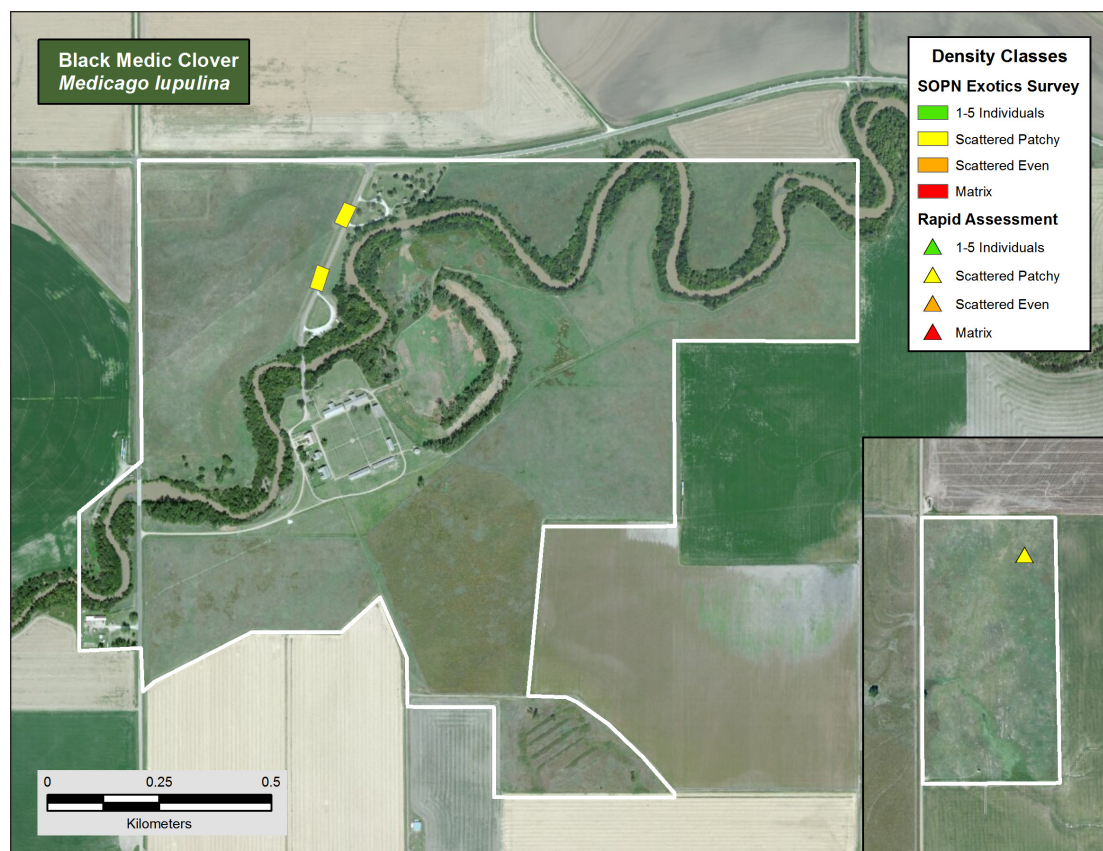 Black Medic Clover
Medicago lupulina
Density Classes
SOPN Exotics Survey
1-5 Individuals
Scattered Patchy
Scattered Even
Matrix
Rapid Assessment
1-5 Individuals
Scattered Patchy
Scattered Even
Matrix
0 0.25 0.5
Kilometers